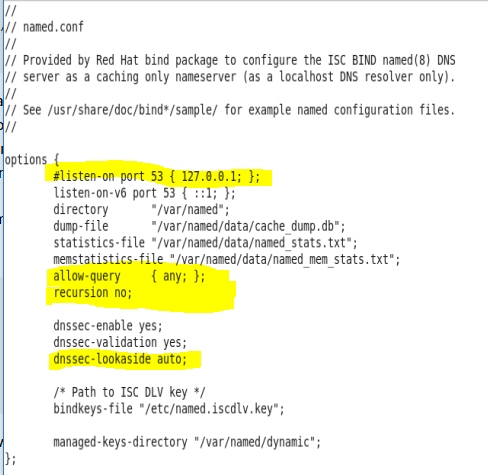 //
// named.conf
//
// Provided by Red Hat bind package to configure the ISC BIND named(8) DNS
// server as a caching only nameserver (as a localhost DNS resolver only).
//
// See /usr/share/doc/bind*/sample/ for example named configuration files.
//
options {
#listen-on port 53 { 127.0.0.1; };
listen-on-v6 port 53 { ::1; };
directory "/var/named";
dump-file "/var/named/data/cache_dump.db";
statistics-file "/var/named/data/named_stats.txt";
memstatistics-file "/var/named/data/named_mem_stats.txt";
allow-query { any; };
recursion no;
dnssec-enable yes;
dnssec-validation yes;
dnssec-lookaside auto;
/* Path to ISC DLV key */
bindkeys-file "/etc/named.iscdlv.key";
managed-keys-directory "/var/named/dynamic";
};